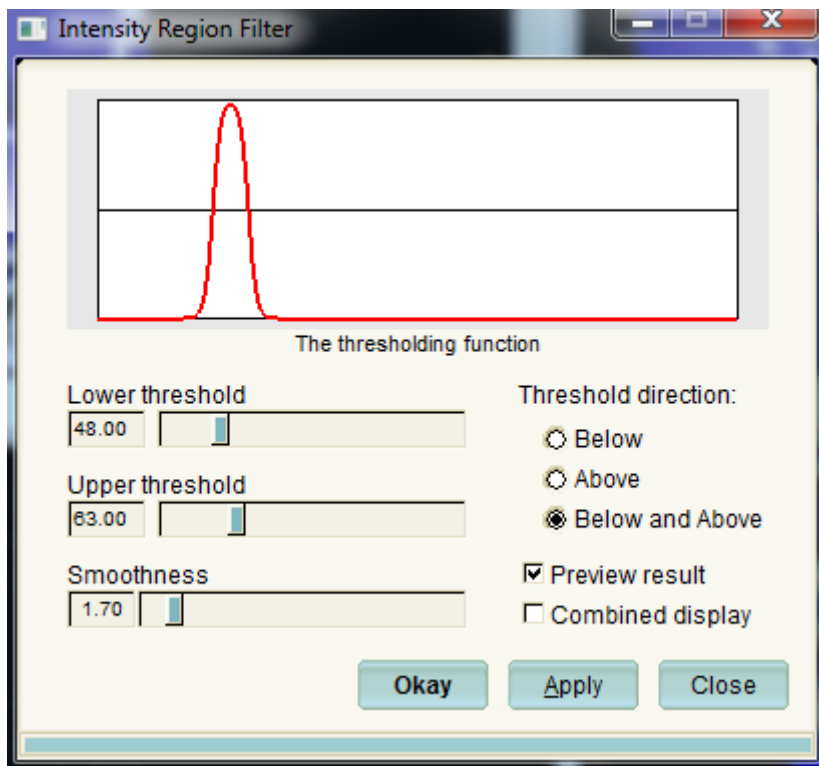 Intensity Region Filter
The thresholding function
Lower threshold
48.00
Upper threshold
63.00
Smoothness
1.70
Threshold direction:
Below
Above
Below and Above
Preview result
Combined display
Okay
Apply
Close